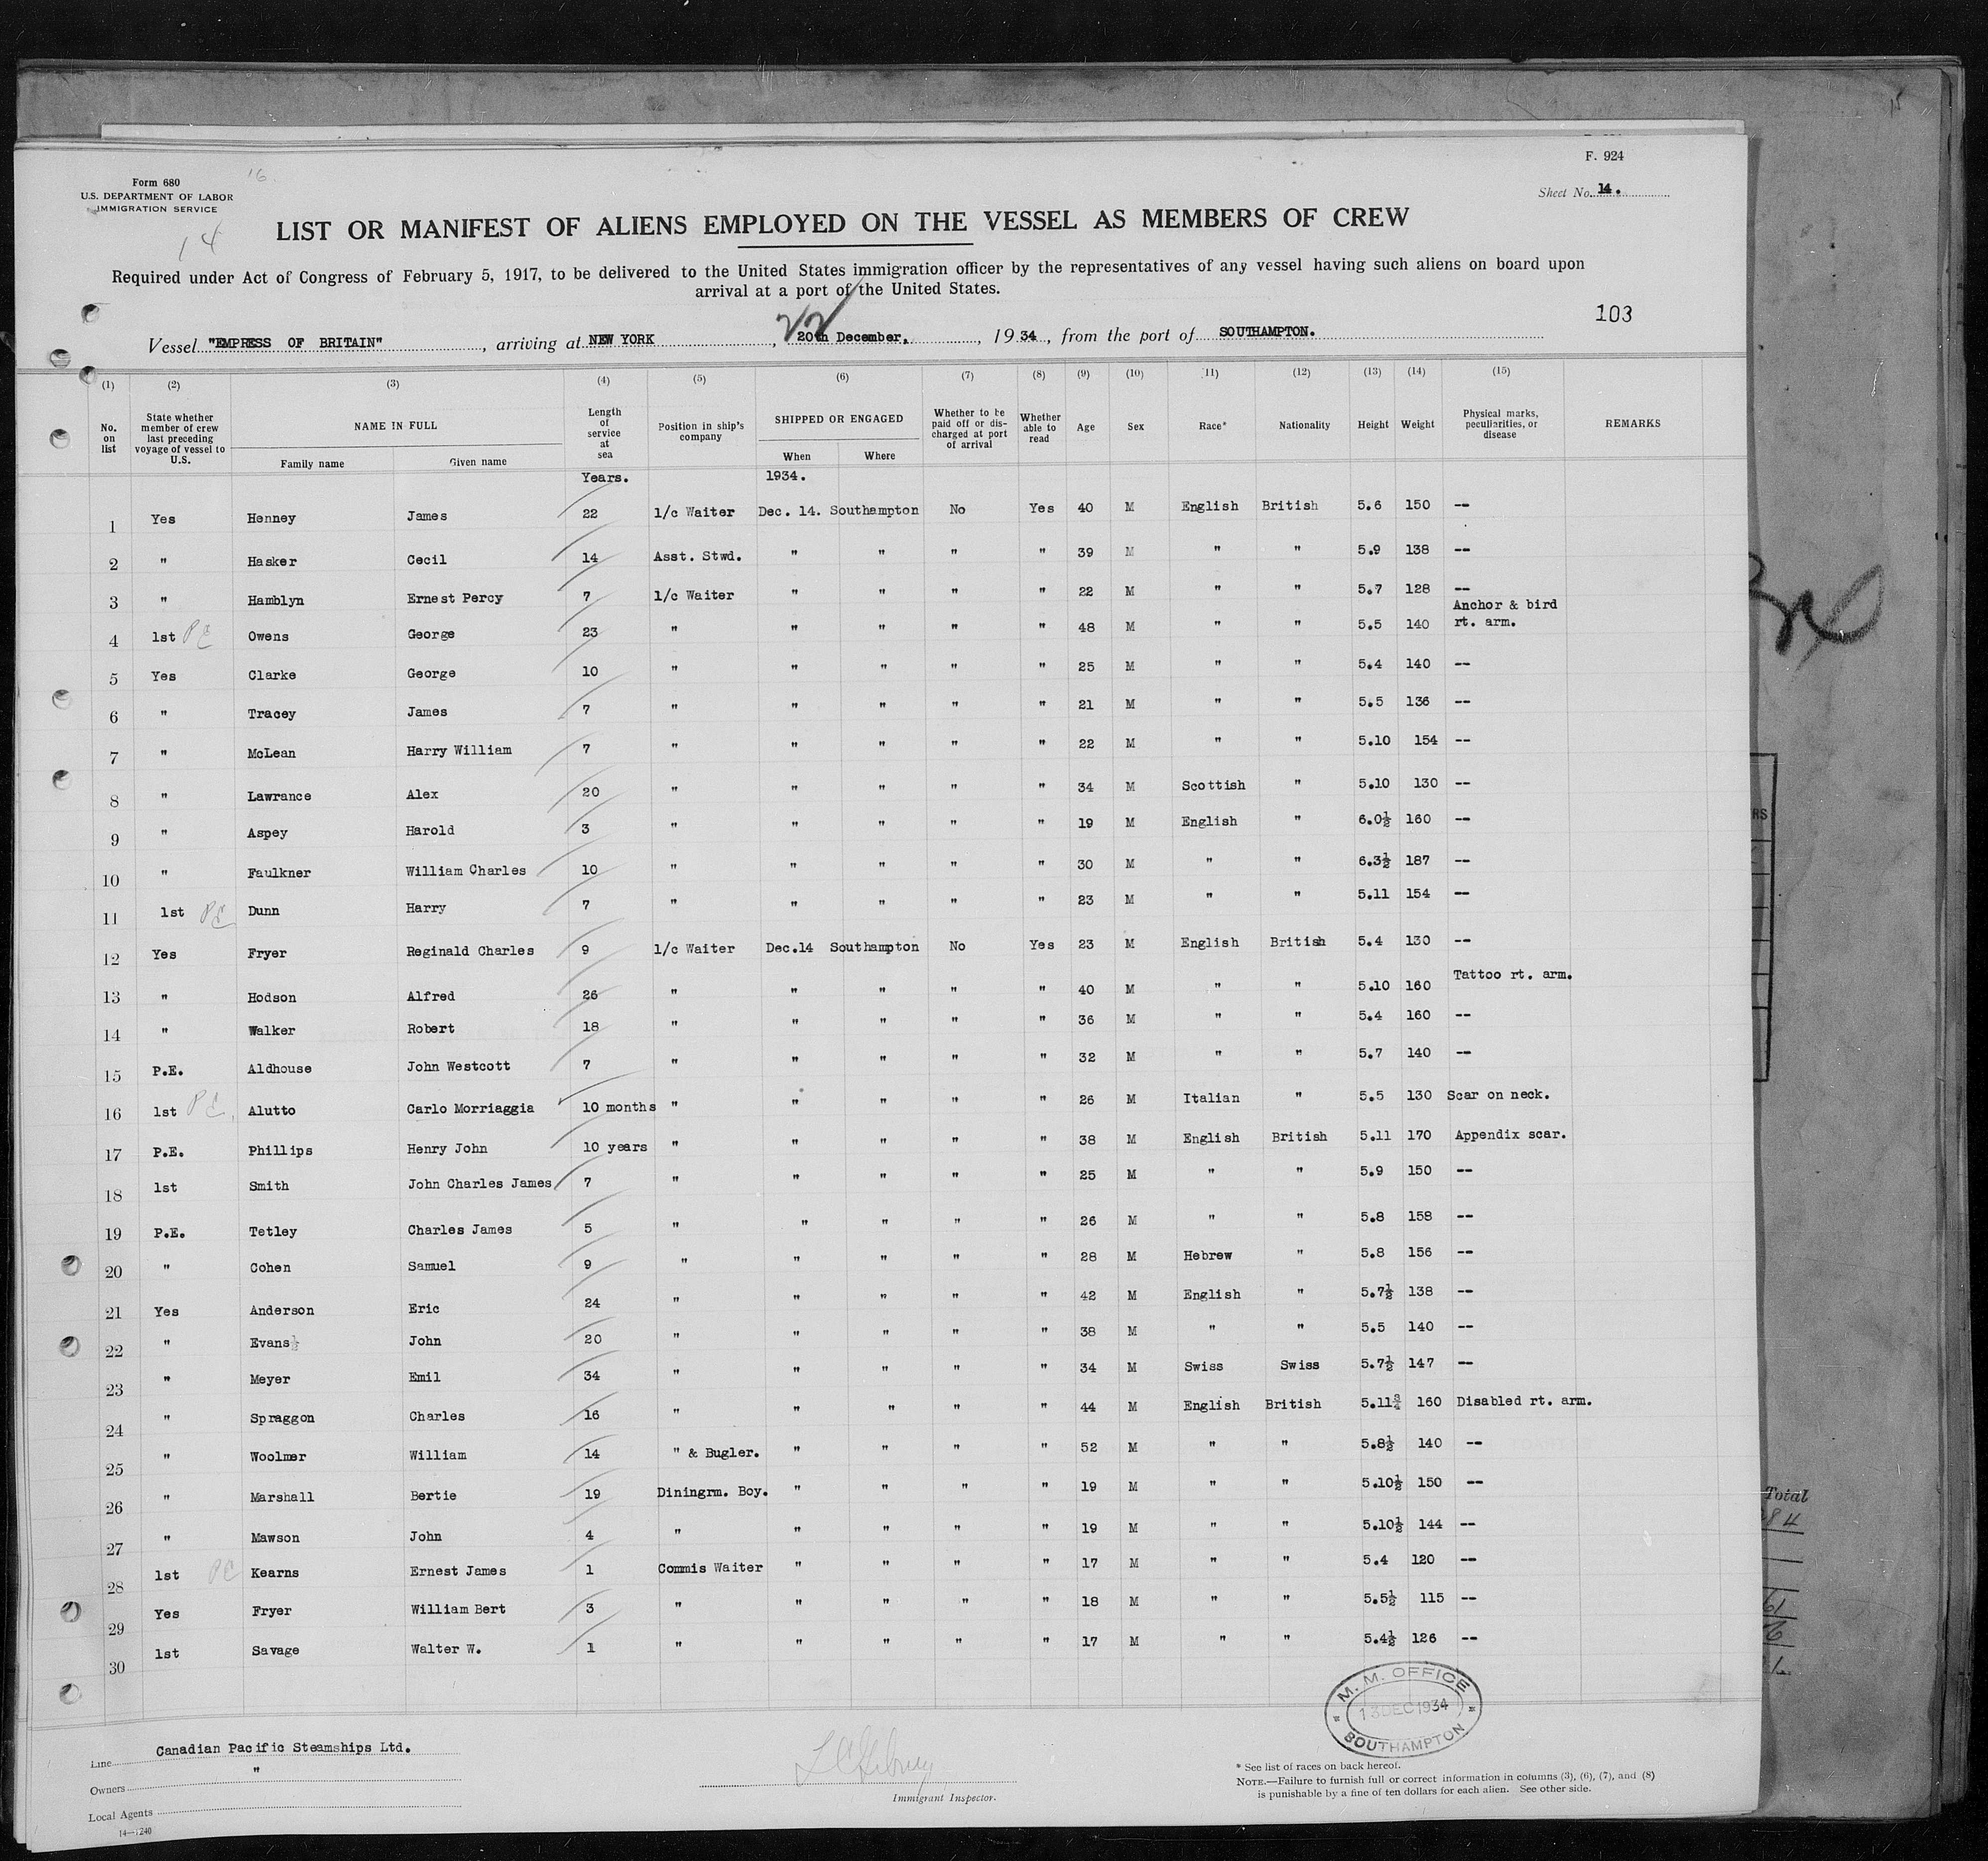 F. 924
Form 680
U.S. DEPARTMENT OF LABOR
IMMIGRATION SERVICE
16
14
Sheet No. 14.
LIST OR MANIFEST OF ALIENS EMPLOYED ON THE VESSEL AS MEMBERS OF CREW
Required under Act of Congress of February 5, 1917, to be delivered to the United States immigration officer by the representatives of any vessel having such aliens on board upon
arrival at a port of the United States.
103
22
Vessel "EMPRESS OF BRITAIN", arriving at NEW YORK, 20th December, 1934, from the port of SOUTHAMPTON.
(1) (2) (3) (4) (5) (6) (7) (8) (9) (10) (11) (12) (13) (14) (15)
No. on list | State whether member of crew last preceding voyage of vessel to U.S. | NAME IN FULL | Family name | Given name | Length of service at sea | Position in ship's company | SHIPPED OR ENGAGED | When | Where | Whether to be paid off or discharged at port of arrival | Whether able to read | Age | Sex | Race* | Nationality | Height | Weight | Physical marks, peculiarities, or disease | REMARKS
Years. 1934.
1 Yes Henney James 22 1/c Waiter Dec. 14. Southampton No Yes 40 M English British 5.6 150 --
2 " Hasker Cecil 14 Asst. Stwd. " " " " 39 M " " 5.9 138 --
3 " Hamblyn Ernest Percy 7 1/c Waiter " " " " 22 M " " 5.7 128 --
4 1st PE Owens George 23 " " " " " 48 M " " 5.5 140 Anchor & bird rt. arm.
5 Yes Clarke George 10 " " " " " 25 M " " 5.4 140 --
6 " Tracey James 7 " " " " " 21 M " " 5.5 136 --
7 " McLean Harry William 7 " " " " " 22 M " " 5.10 154 --
8 " Lawrance Alex 20 " " " " " 34 M Scottish " 5.10 130 --
9 " Aspey Harold 3 " " " " " 19 M English " 6.0½ 160 --
10 " Faulkner William Charles 10 " " " " " 30 M " " 6.3½ 187 --
11 1st PE Dunn Harry 7 " " " " " 23 M " " 5.11 154 --
12 Yes Fryer Reginald Charles 9 1/c Waiter Dec.14 Southampton No Yes 23 M English British 5.4 130 --
13 " Hodson Alfred 26 " " " " " 40 M " " 5.10 160 Tattoo rt. arm.
14 " Walker Robert 18 " " " " " 36 M " " 5.4 160 --
15 P.E. Aldhouse John Westcott 7 " " " " " 32 M " " 5.7 140 --
16 1st PE Alutto Carlo Morriaggia 10 months " " " " " 26 M Italian " 5.5 130 Scar on neck.
17 P.E. Phillips Henry John 10 years " " " " " 38 M English British 5.11 170 Appendix scar.
18 1st Smith John Charles James 7 " " " " " 25 M " " 5.9 150 --
19 P.E. Tetley Charles James 5 " " " " " 26 M " " 5.8 158 --
20 " Cohen Samuel 9 " " " " " 28 M Hebrew " 5.8 156 --
21 Yes Anderson Eric 24 " " " " " 42 M English " 5.7½ 138 --
22 " Evans John 20 " " " " " 38 M " " 5.5 140 --
23 " Meyer Emil 34 " " " " " 34 M Swiss Swiss 5.7½ 147 --
24 " Spraggon Charles 16 " " " " " 44 M English British 5.11¾ 160 Disabled rt. arm.
25 " Woolmer William 14 " & Bugler. " " " " 52 M " " 5.8½ 140 --
26 " Marshall Bertie 19 Diningrm. Boy. " " " " 19 M " " 5.10½ 150 --
27 " Mawson John 4 " " " " " 19 M " " 5.10½ 144 --
28 1st PE Kearns Ernest James 1 Commis Waiter " " " " 17 M " " 5.4 120 --
29 Yes Fryer William Bert 3 " " " " " 18 M " " 5.5½ 115 --
30 1st Savage Walter W. 1 " " " " " 17 M " " 5.4½ 126 --
M. M. OFFICE
13 DEC 1934
SOUTHAMPTON
Line Canadian Pacific Steamships Ltd.
Owners "
Local Agents
14—1240
Immigrant Inspector.
* See list of races on back hereof.
NOTE.—Failure to furnish full or correct information in columns (3), (6), (7), and (8)
is punishable by a fine of ten dollars for each alien. See other side.
Total